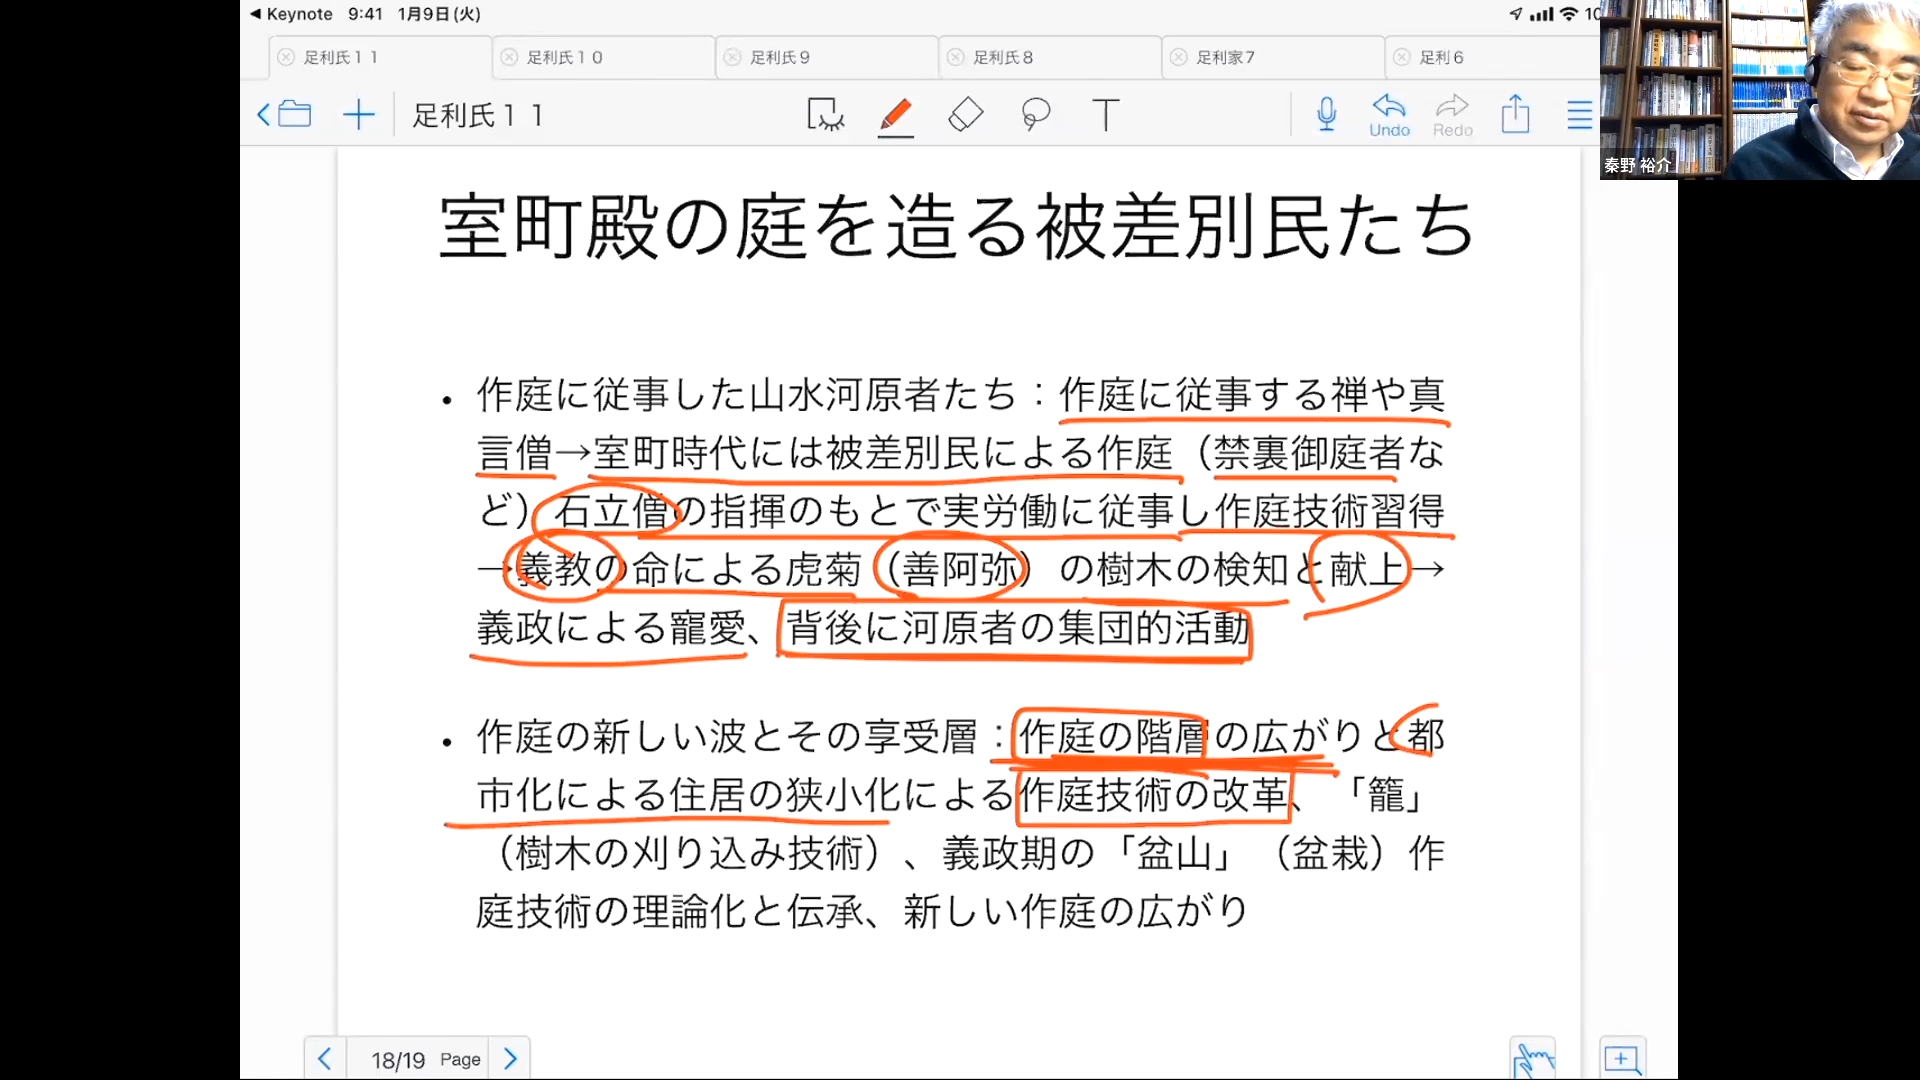 Keynote 9:41 1月9日(火) 10
足利氏11 足利氏10 足利氏9 足利氏8 足利家7 足利6
足利氏11 Undo Redo
秦野 裕介
室町殿の庭を造る被差別民たち
• 作庭に従事した山水河原者たち：作庭に従事する禅や真
言僧→室町時代には被差別民による作庭（禁裏御庭者な
ど）石立僧の指揮のもとで実労働に従事し作庭技術習得
→義教の命による虎菊（善阿弥）の樹木の検知と献上→
義政による寵愛、背後に河原者の集団的活動
• 作庭の新しい波とその享受層：作庭の階層の広がりと都
市化による住居の狭小化による作庭技術の改革、「籠」
（樹木の刈り込み技術）、義政期の「盆山」（盆栽）作
庭技術の理論化と伝承、新しい作庭の広がり
18/19 Page